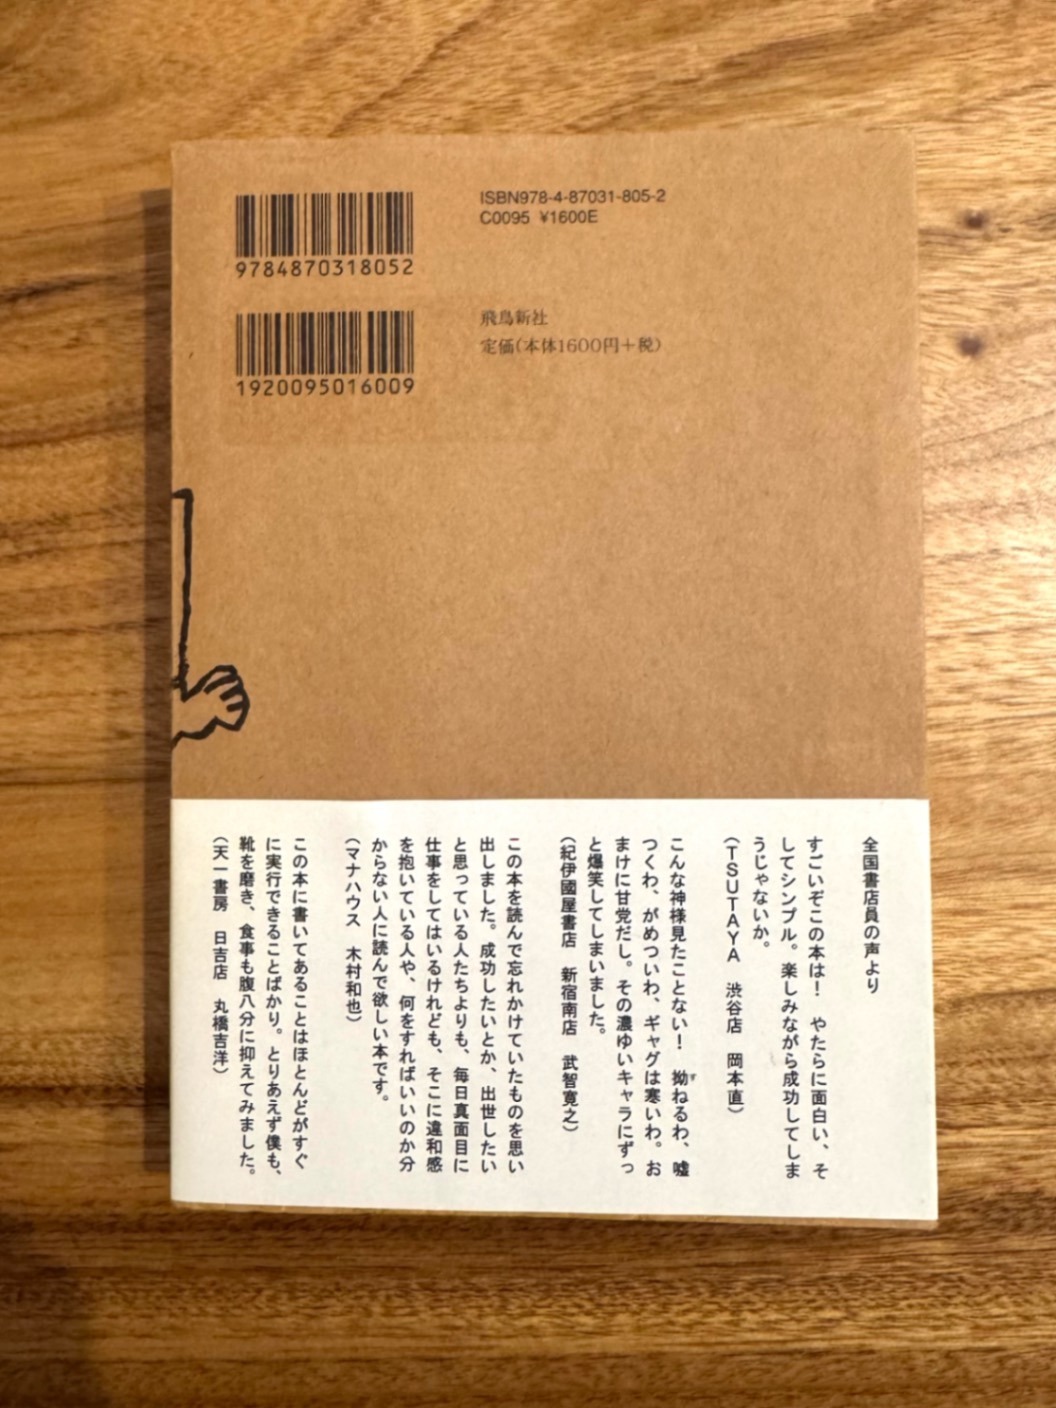 9784870318052
ISBN978-4-87031-805-2
C0095 ¥1600E
1920095016009
飛鳥新社
定価(本体1600円+税)
全国書店員の声より
すごいぞこの本は！　やたらに面白い、そ
してシンプル。楽しみながら成功してしま
うじゃないか。
（TSUTAYA　渋谷店　岡本直）
こんな神様見たことない！　拗ねるわ、嘘
す
つくわ、がめついわ、ギャグは寒いわ。お
まけに甘党だし。その濃ゆいキャラにずっ
と爆笑してしまいました。
（紀伊國屋書店　新宿南店　武智寛之）
この本を読んで忘れかけていたものを思い
出しました。成功したいとか、出世したい
と思っている人たちよりも、毎日真面目に
仕事をしてはいるけれども、そこに違和感
を抱いている人や、何をすればいいのか分
からない人に読んで欲しい本です。
（マナハウス　木村和也）
この本に書いてあることはほとんどがすぐ
に実行できることばかり。とりあえず僕も、
靴を磨き、食事も腹八分に抑えてみました。
（天一書房　日吉店　丸橋吉洋）